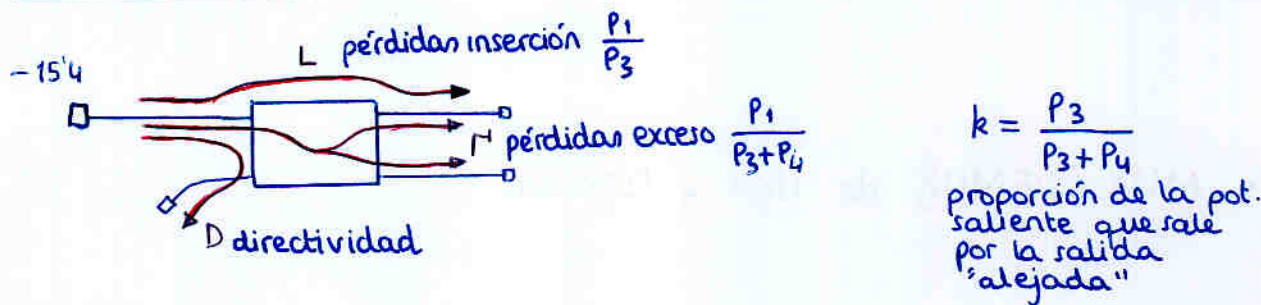 L pérdidas inserción P1/P3
-15'4
Γ pérdidas exceso P1/(P3+P4)
D directividad
k = P3/(P3+P4)
proporción de la pot.
saliente que sale
por la salida
"alejada"